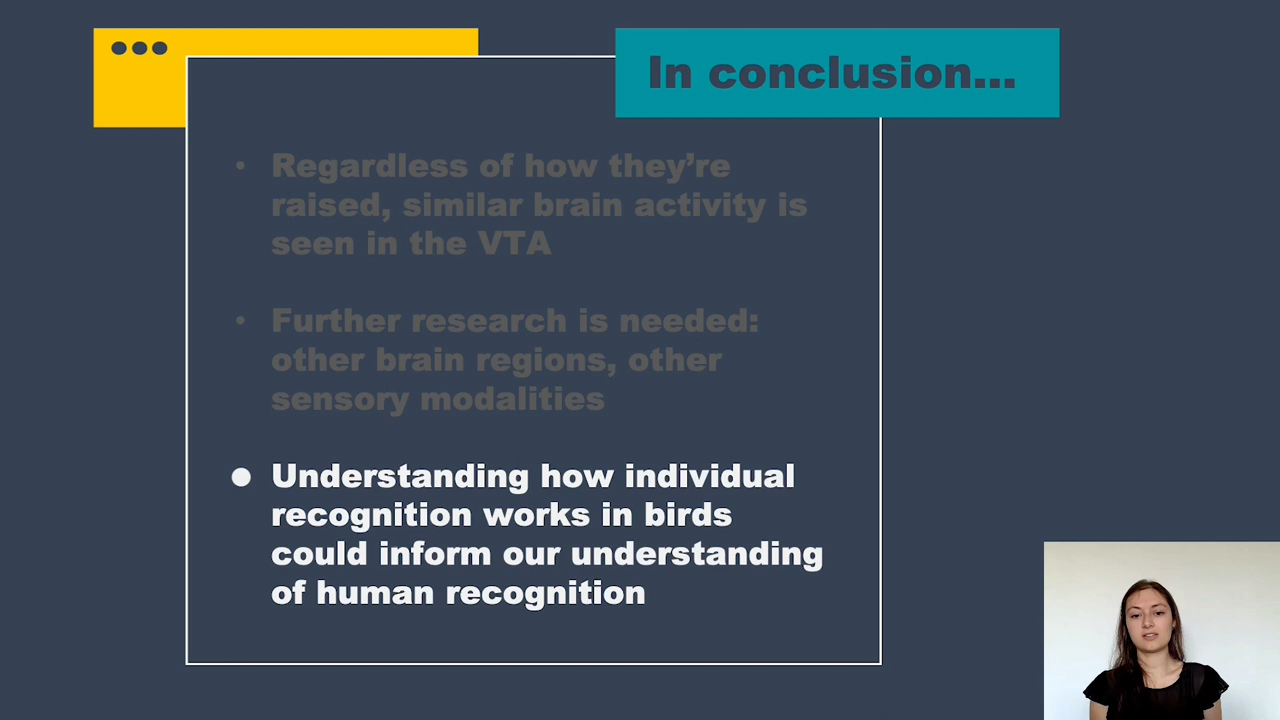 In conclusion...
• Regardless of how they’re
raised, similar brain activity is
seen in the VTA
• Further research is needed:
other brain regions, other
sensory modalities
• Understanding how individual
recognition works in birds
could inform our understanding
of human recognition